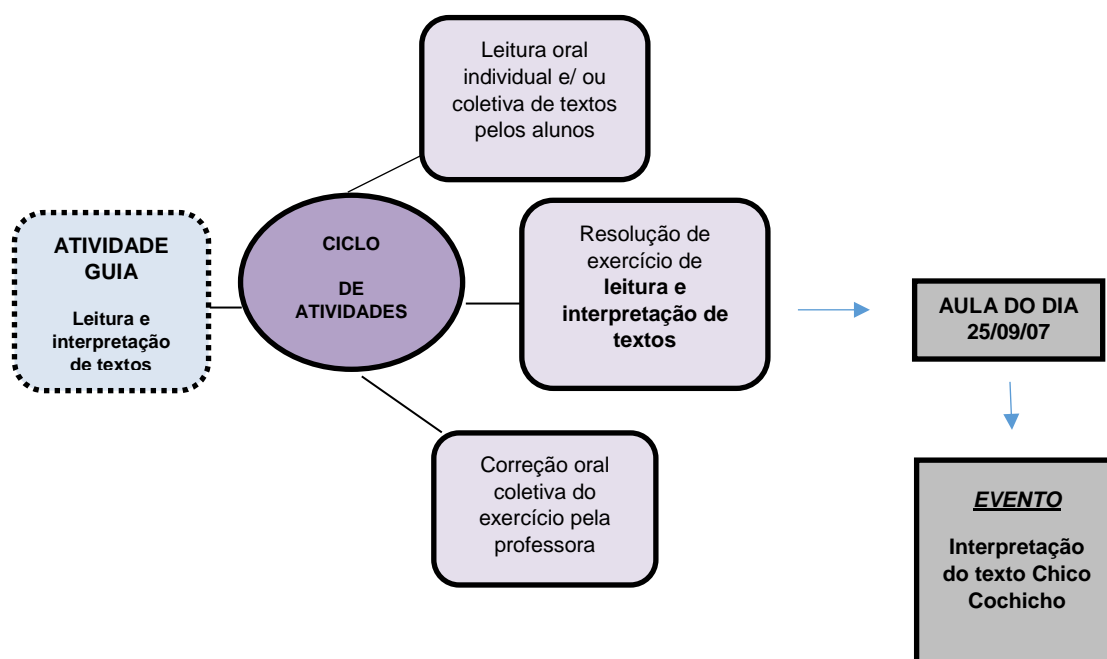 Leitura oral
individual e/ ou
coletiva de textos
pelos alunos
ATIVIDADE
GUIA
Leitura e
interpretação
de textos
CICLO
DE
ATIVIDADES
Resolução de
exercício de
leitura e
interpretação de
textos
AULA DO DIA
25/09/07
Correção oral
coletiva do
exercício pela
professora
EVENTO
Interpretação
do texto Chico
Cochicho